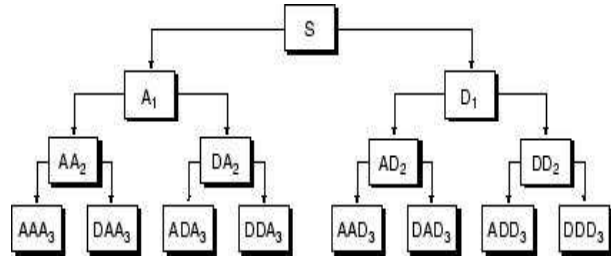 S
A₁ D₁
AA₂ DA₂ AD₂ DD₂
AAA₃ DAA₃ ADA₃ DDA₃ AAD₃ DAD₃ ADD₃ DDD₃